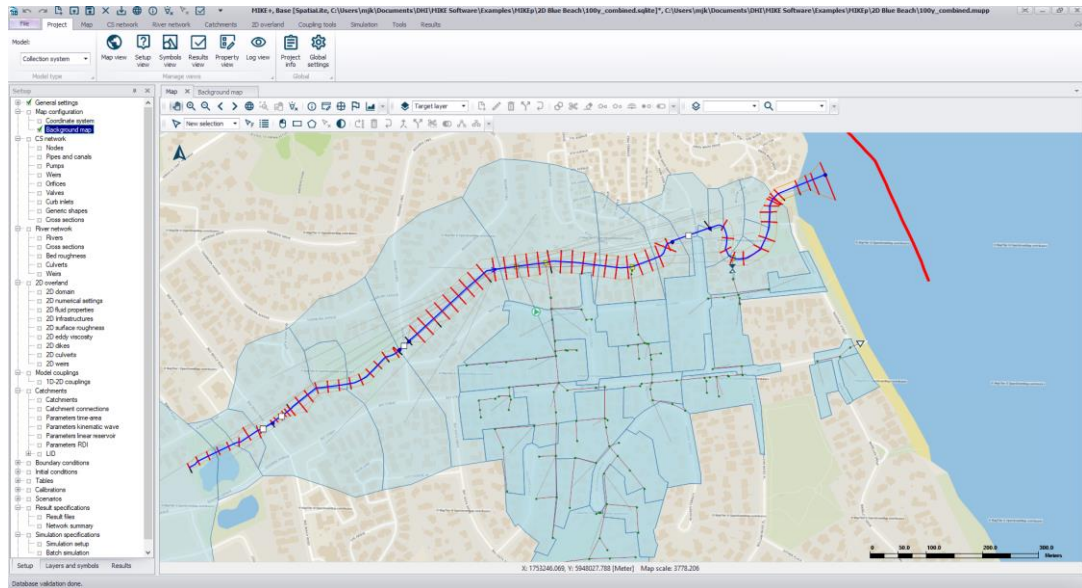 MIKE+, Base [SpatiaLite, C:\Users\mjk\Documents\DHI\MIKE Software\Examples\MIKEp\2D Blue Beach\100y_combined.sqlite]*, C:\Users\mjk\Documents\DHI\MIKE Software\Examples\MIKEp\2D Blue Beach\100y_combined.mupp
File Project Map CS network River network Catchments 2D overland Coupling tools Simulation Tools Results
Model:
Collection system
Map view Setup view Symbols view Results view Property view Log view Project info Global settings
Model type Manage views Global
Setup
Map Background map
Target layer
New selection
General settings
Map configuration
Coordinate system
Background map
CS network
Nodes
Pipes and canals
Pumps
Weirs
Orifices
Valves
Curb inlets
Generic shapes
Cross sections
River network
Rivers
Cross sections
Bed roughness
Culverts
Weirs
2D overland
2D domain
2D numerical settings
2D fluid properties
2D Infrastructures
2D surface roughness
2D eddy viscosity
2D dikes
2D culverts
2D weirs
Model couplings
1D-2D couplings
Catchments
Catchments
Catchment connections
Parameters time-area
Parameters kinematic wave
Parameters linear reservoir
Parameters RDI
LID
Boundary conditions
Initial conditions
Tables
Calibrations
Scenarios
Result specifications
Result files
Network summary
Simulation specifications
Simulation setup
Batch simulation
0 50.0 100.0 200.0 300.0
Meters
Setup Layers and symbols Results
X: 1753246.069, Y: 5948027.788 [Meter] Map scale: 3778.206
Database validation done.